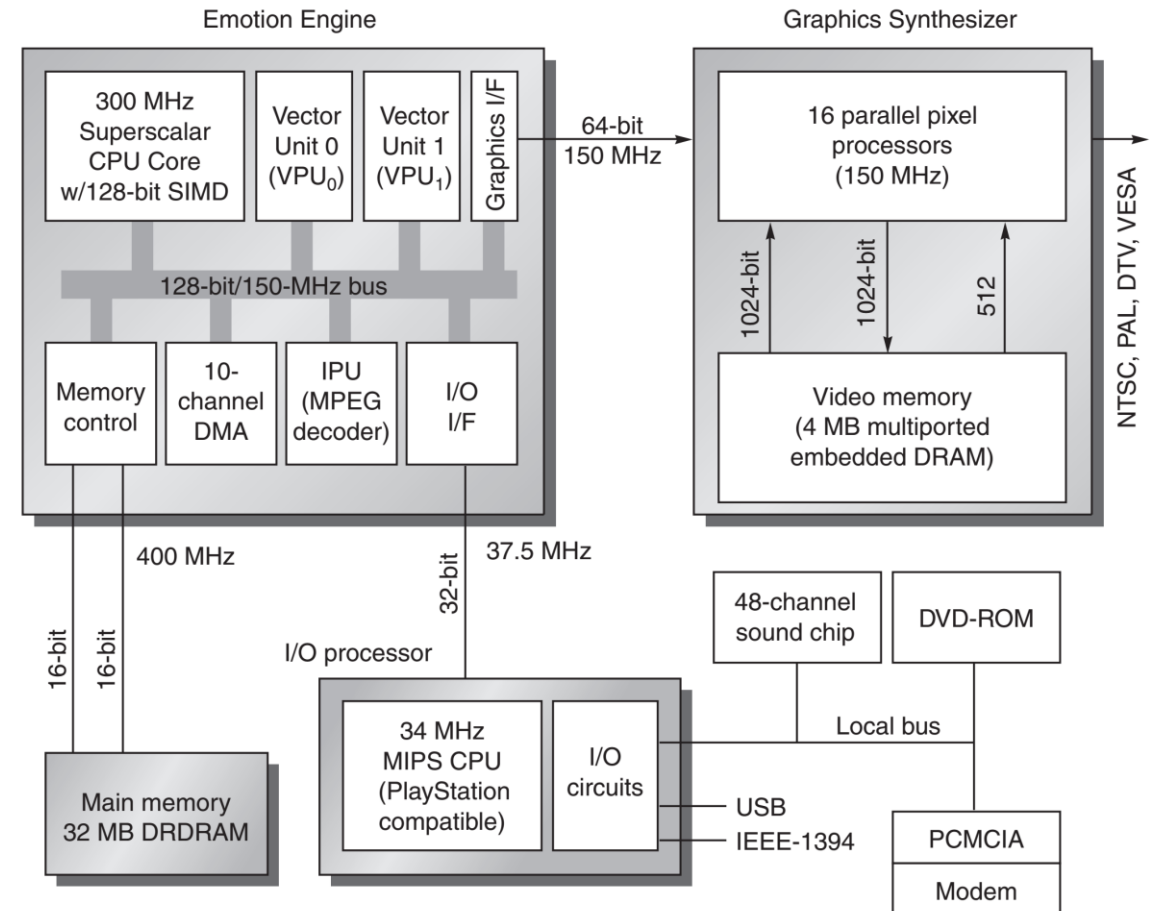 Emotion Engine
Graphics Synthesizer
300 MHz
Superscalar
CPU Core
w/128-bit SIMD
Vector
Unit 0
(VPU0)
Vector
Unit 1
(VPU1)
Graphics I/F
64-bit
150 MHz
16 parallel pixel
processors
(150 MHz)
NTSC, PAL, DTV, VESA
128-bit/150-MHz bus
1024-bit
1024-bit
512
Memory
control
10-
channel
DMA
IPU
(MPEG
decoder)
I/O
I/F
Video memory
(4 MB multiported
embedded DRAM)
400 MHz
16-bit
16-bit
37.5 MHz
32-bit
48-channel
sound chip
DVD-ROM
I/O processor
34 MHz
MIPS CPU
(PlayStation
compatible)
I/O
circuits
Local bus
USB
IEEE-1394
Main memory
32 MB DRDRAM
PCMCIA
Modem